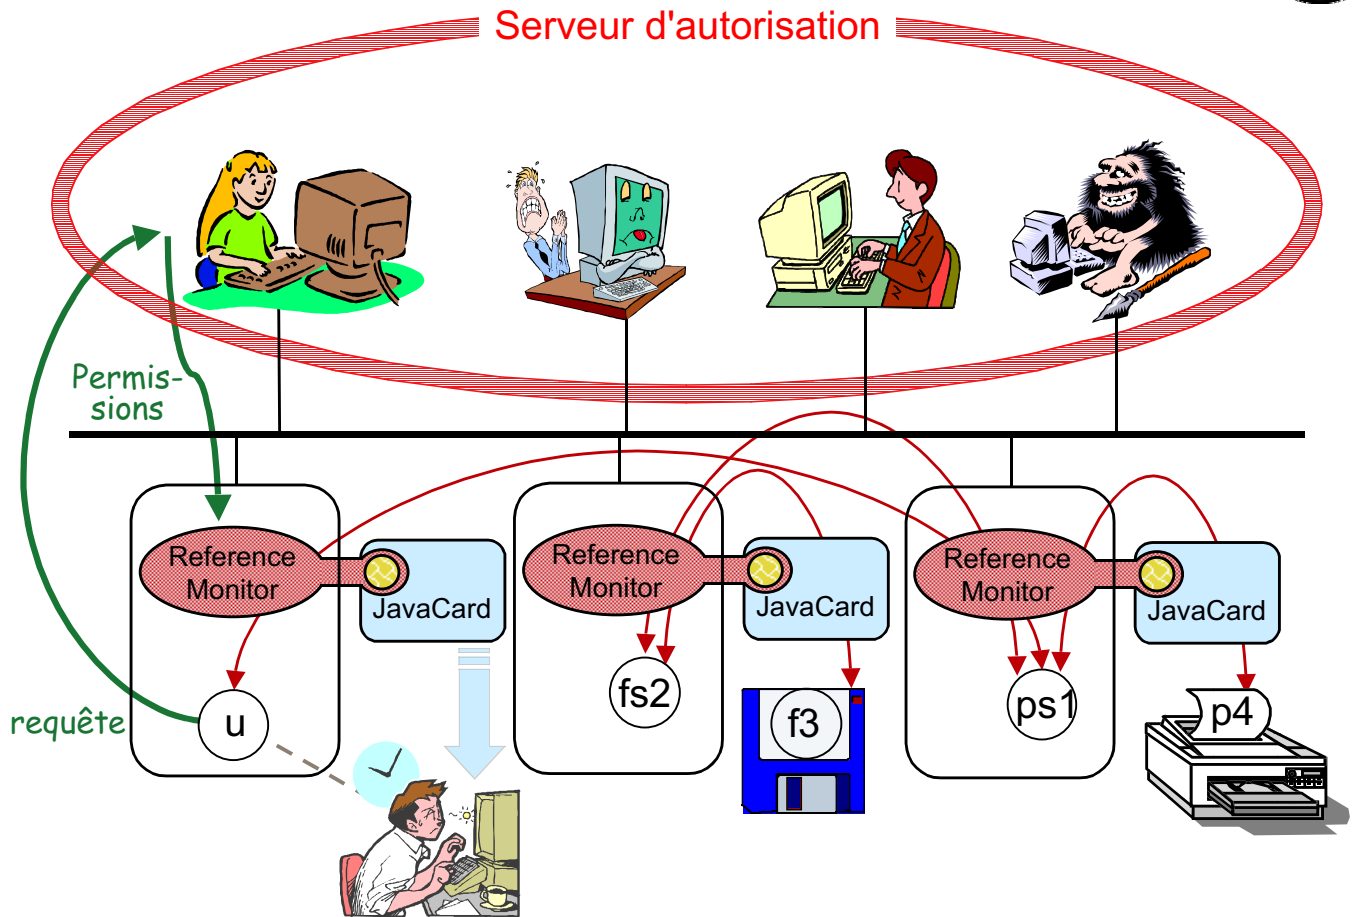 Serveur d'autorisation
Permis-
sions
Reference
Monitor
JavaCard
Reference
Monitor
JavaCard
Reference
Monitor
JavaCard
requête
u
fs2
f3
ps1
p4